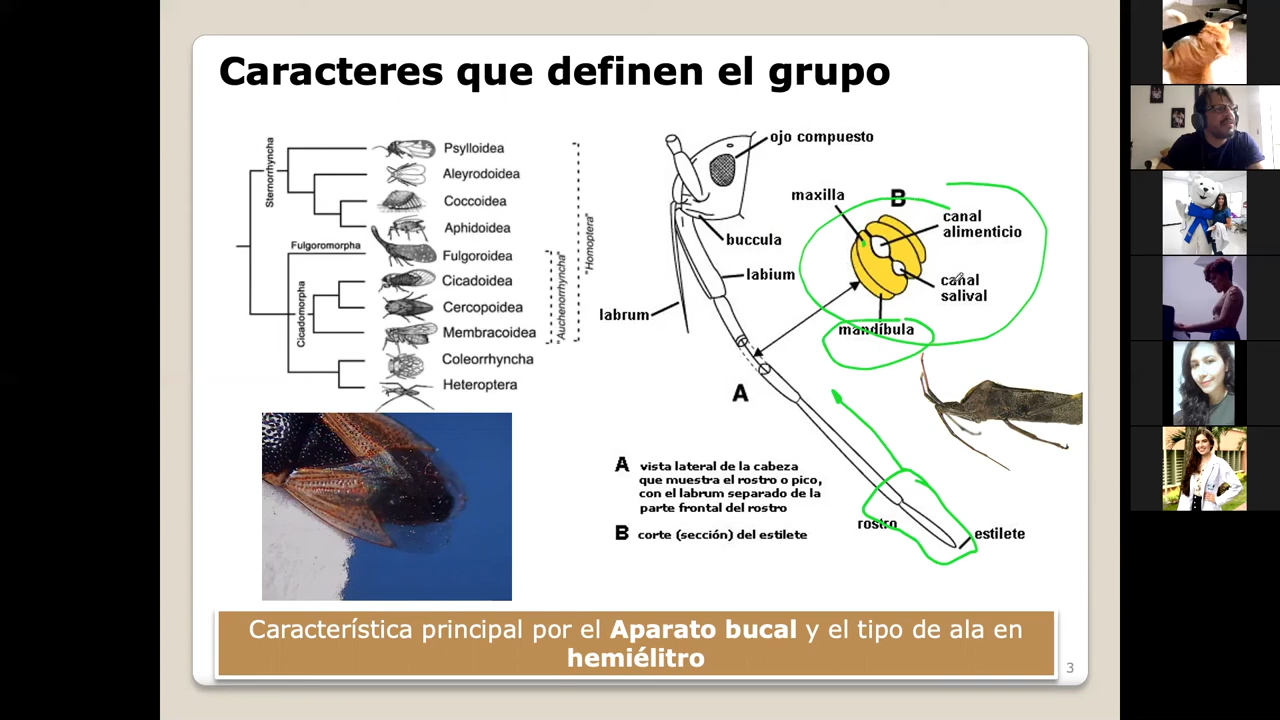 Caracteres que definen el grupo
Sternorrhyncha
Psylloidea
Aleyrodoidea
Coccoidea
Aphidoidea
Fulgoromorpha
Fulgoroidea
Cicadomorpha
Cicadoidea
Cercopoidea
Membracoidea
Coleorrhyncha
Heteroptera
"Auchenorrhyncha"
"Homoptera"
ojo compuesto
buccula
labium
labrum
A
rostro
estilete
B
maxilla
canal
alimenticio
canal
salival
mandíbula
A vista lateral de la cabeza
que muestra el rostro o pico,
con el labrum separado de la
parte frontal del rostro
B corte (sección) del estilete
Característica principal por el Aparato bucal y el tipo de ala en
hemiélitro
3